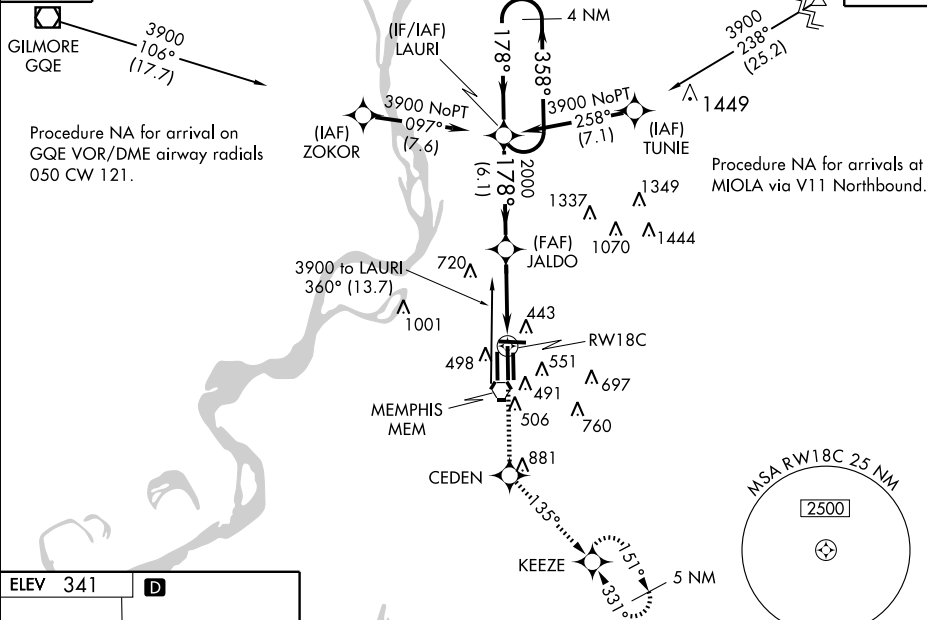 GILMORE
GQE
3900
106°
(17.7)
Procedure NA for arrival on
GQE VOR/DME airway radials
050 CW 121.
(IF/IAF)
LAURI
4 NM
178°
358°
3900
238°
(25.2)
1449
(IAF)
ZOKOR
3900 NoPT
097°
(7.6)
3900 NoPT
258°
(7.1)
(IAF)
TUNIE
Procedure NA for arrivals at
MIOLA via V11 Northbound.
2000
178°
(6.1)
1337
1349
1070
1444
(FAF)
JALDO
720
3900 to LAURI
360° (13.7)
1001
443
RW18C
498
551
491
697
506
760
MEMPHIS
MEM
CEDEN
881
135°
KEEZE
151°
331°
5 NM
MSA RW18C 25 NM
2500
ELEV 341
D